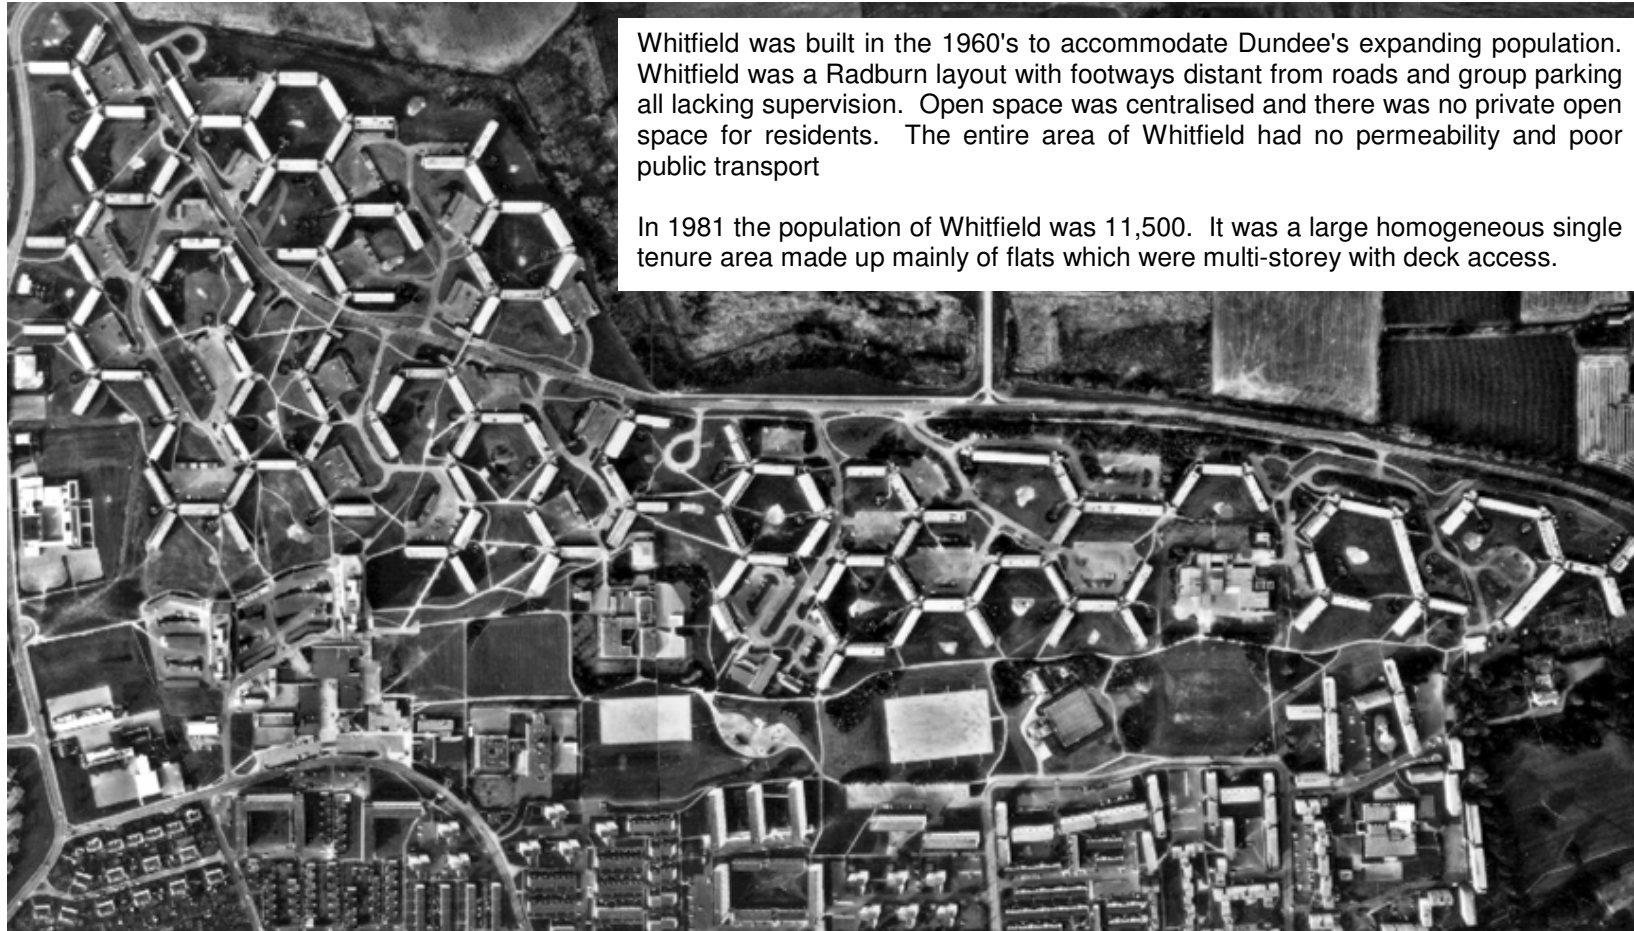 Whitfield was built in the 1960's to accommodate Dundee's expanding population.
Whitfield was a Radburn layout with footways distant from roads and group parking
all lacking supervision. Open space was centralised and there was no private open
space for residents. The entire area of Whitfield had no permeability and poor
public transport
In 1981 the population of Whitfield was 11,500. It was a large homogeneous single
tenure area made up mainly of flats which were multi-storey with deck access.